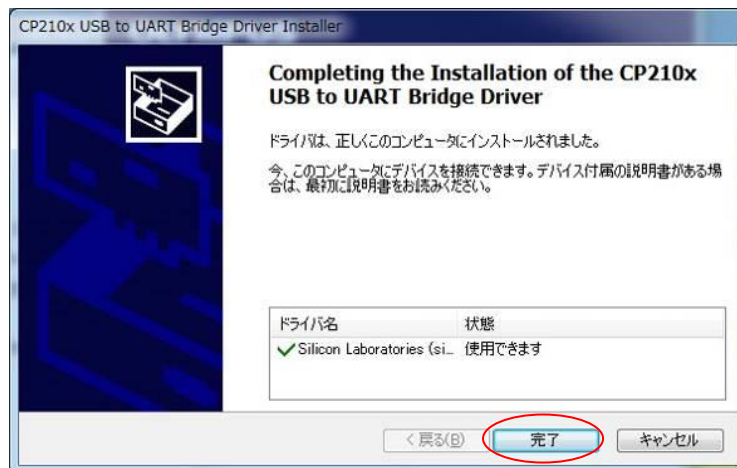 CP210x USB to UART Bridge Driver Installer
Completing the Installation of the CP210x
USB to UART Bridge Driver
ドライバは、正しくこのコンピュータにインストールされました。
今、このコンピュータにデバイスを接続できます。デバイス付属の説明書がある場
合は、最初に説明書をお読みください。
ドライバ名 状態
Silicon Laboratories (si... 使用できます
< 戻る(B) 完了 キャンセル